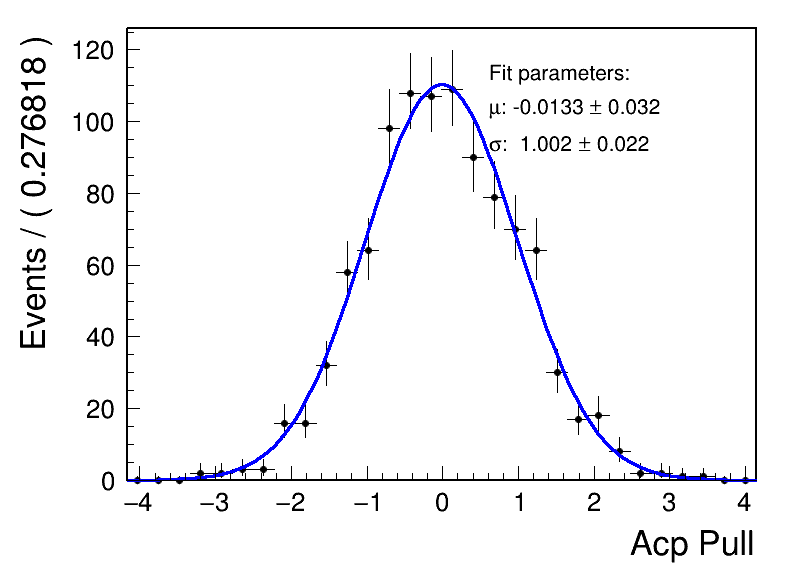 Events / ( 0.276818 )
120
100
80
60
40
20
0
Fit parameters:
μ: -0.0133 ± 0.032
σ: 1.002 ± 0.022
−4 −3 −2 −1 0 1 2 3 4
Acp Pull